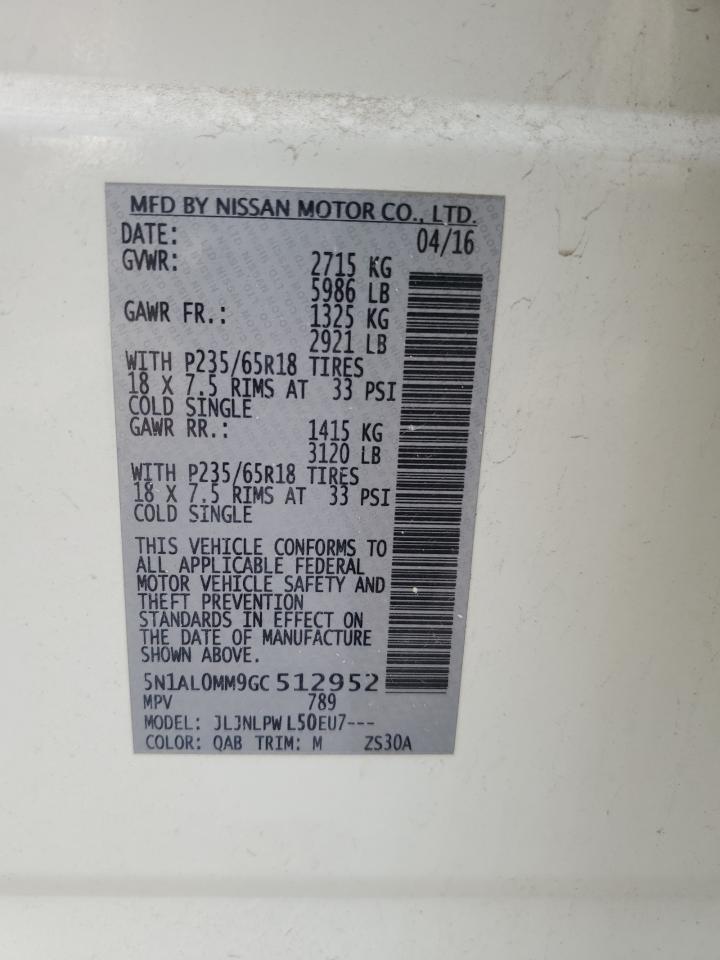 MFD BY NISSAN MOTOR CO., LTD.
DATE: 04/16
GVWR: 2715 KG
5986 LB
GAWR FR.: 1325 KG
2921 LB
WITH P235/65R18 TIRES
18 X 7.5 RIMS AT 33 PSI
COLD SINGLE
GAWR RR.: 1415 KG
3120 LB
WITH P235/65R18 TIRES
18 X 7.5 RIMS AT 33 PSI
COLD SINGLE
THIS VEHICLE CONFORMS TO
ALL APPLICABLE FEDERAL
MOTOR VEHICLE SAFETY AND
THEFT PREVENTION
STANDARDS IN EFFECT ON
THE DATE OF MANUFACTURE
SHOWN ABOVE.
5N1AL0MM9GC 512952
MPV 789
MODEL: JLJNLPW L50EU7---
COLOR: QAB TRIM: M ZS30A